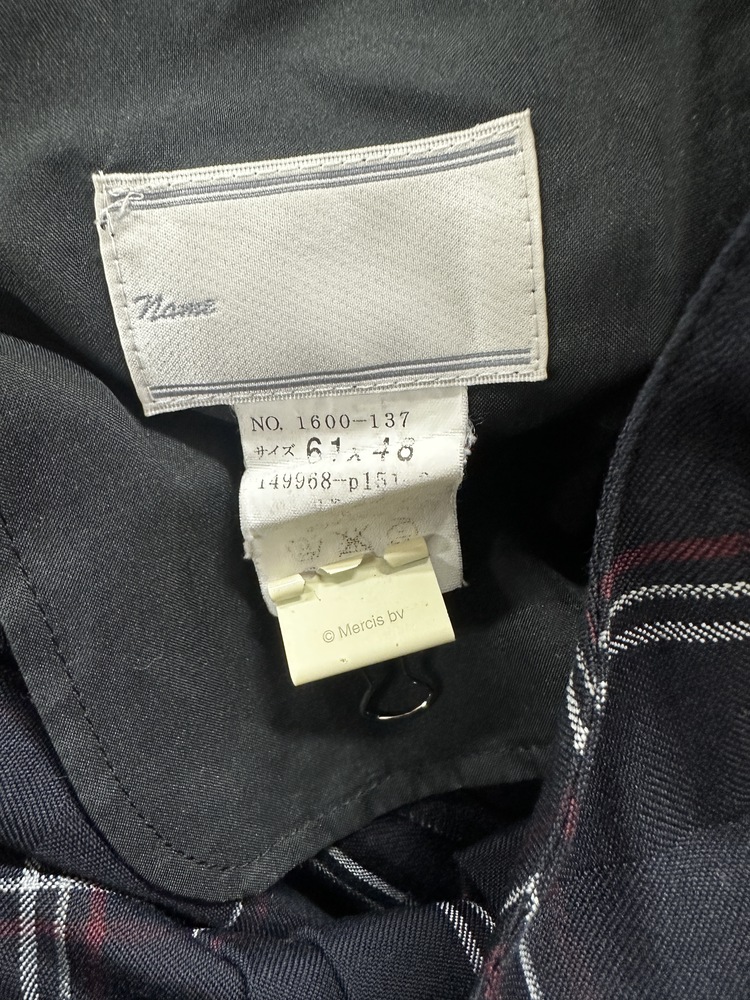 Name
NO. 1600-137
サイズ 61x48
© Mercis bv